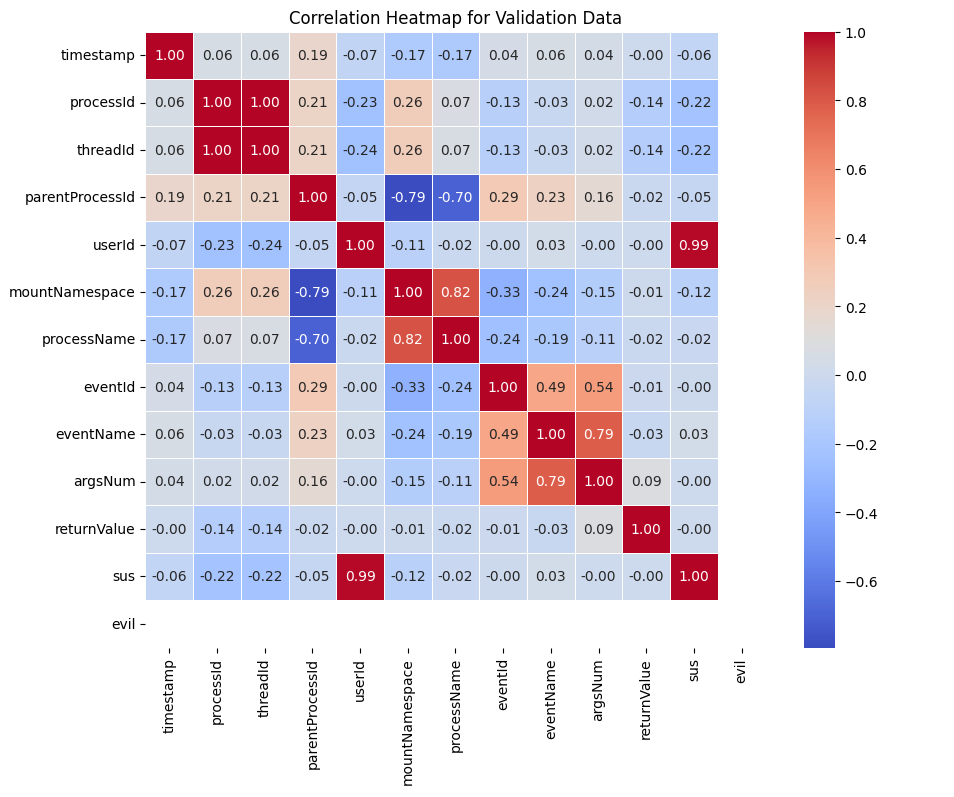 Correlation Heatmap for Validation Data
timestamp 1.00 0.06 0.06 0.19 -0.07 -0.17 -0.17 0.04 0.06 0.04 -0.00 -0.06
processId 0.06 1.00 1.00 0.21 -0.23 0.26 0.07 -0.13 -0.03 0.02 -0.14 -0.22
threadId 0.06 1.00 1.00 0.21 -0.24 0.26 0.07 -0.13 -0.03 0.02 -0.14 -0.22
parentProcessId 0.19 0.21 0.21 1.00 -0.05 -0.79 -0.70 0.29 0.23 0.16 -0.02 -0.05
userId -0.07 -0.23 -0.24 -0.05 1.00 -0.11 -0.02 -0.00 0.03 -0.00 -0.00 0.99
mountNamespace -0.17 0.26 0.26 -0.79 -0.11 1.00 0.82 -0.33 -0.24 -0.15 -0.01 -0.12
processName -0.17 0.07 0.07 -0.70 -0.02 0.82 1.00 -0.24 -0.19 -0.11 -0.02 -0.02
eventId 0.04 -0.13 -0.13 0.29 -0.00 -0.33 -0.24 1.00 0.49 0.54 -0.01 -0.00
eventName 0.06 -0.03 -0.03 0.23 0.03 -0.24 -0.19 0.49 1.00 0.79 -0.03 0.03
argsNum 0.04 0.02 0.02 0.16 -0.00 -0.15 -0.11 0.54 0.79 1.00 0.09 -0.00
returnValue -0.00 -0.14 -0.14 -0.02 -0.00 -0.01 -0.02 -0.01 -0.03 0.09 1.00 -0.00
sus -0.06 -0.22 -0.22 -0.05 0.99 -0.12 -0.02 -0.00 0.03 -0.00 -0.00 1.00
evil
timestamp
processId
threadId
parentProcessId
userId
mountNamespace
processName
eventId
eventName
argsNum
returnValue
sus
evil
1.0
0.8
0.6
0.4
0.2
0.0
−0.2
−0.4
−0.6